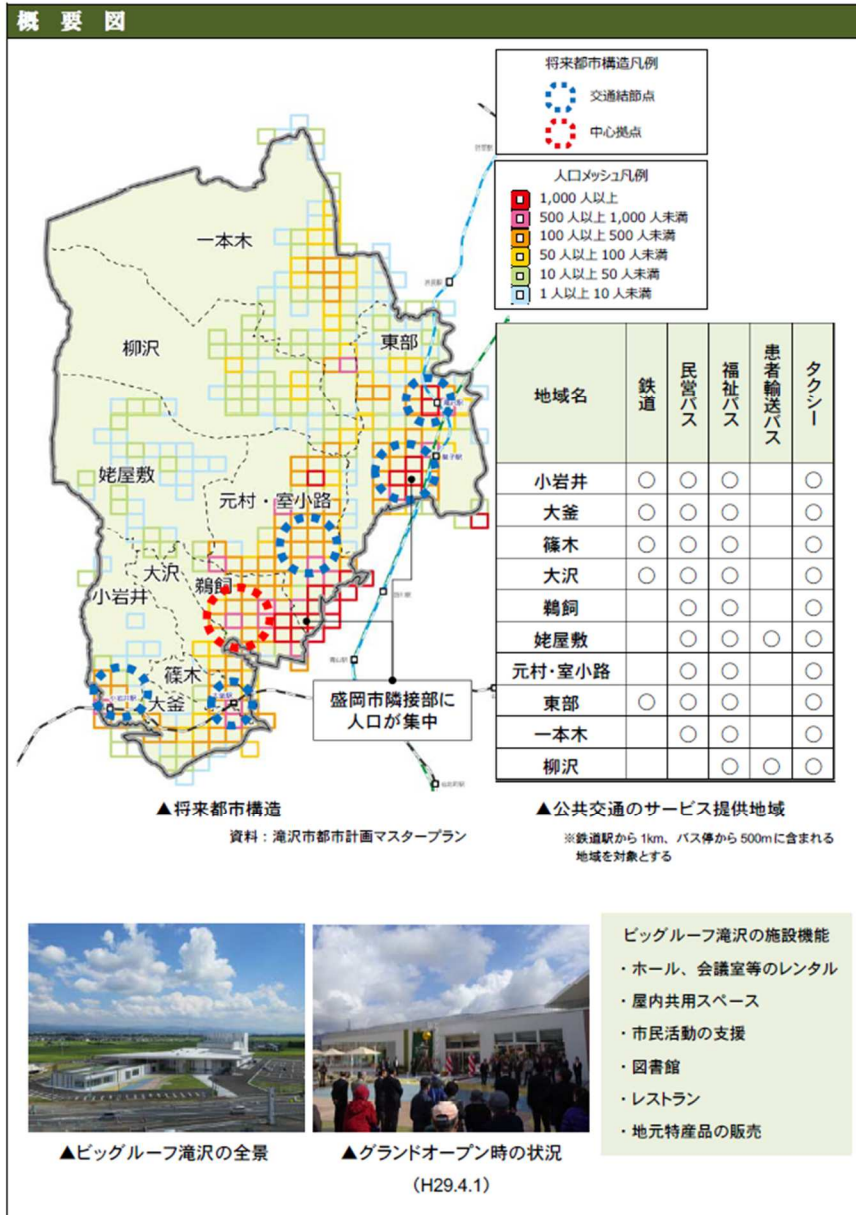 概要図
将来都市構造凡例
交通結節点
中心拠点
人口メッシュ凡例
1,000 人以上
500 人以上 1,000 人未満
100 人以上 500 人未満
50 人以上 100 人未満
10 人以上 50 人未満
1 人以上 10 人未満
一本木
柳沢
東部
姥屋敷
元村・室小路
大沢
鵜飼
小岩井
篠木
大釜
小岩井駅
大釜駅
盛岡市隣接部に
人口が集中
▲将来都市構造
資料:滝沢市都市計画マスタープラン
地域名 鉄道 民営バス 福祉バス 患者輸送バス タクシー
小岩井 ○ ○ ○ ○
大釜 ○ ○ ○ ○
篠木 ○ ○ ○ ○
大沢 ○ ○ ○ ○
鵜飼 ○ ○ ○
姥屋敷 ○ ○ ○ ○
元村・室小路 ○ ○ ○
東部 ○ ○ ○ ○
一本木 ○ ○ ○
柳沢 ○ ○ ○
▲公共交通のサービス提供地域
※鉄道駅から 1km、バス停から 500mに含まれる
地域を対象とする
▲ビッグルーフ滝沢の全景
▲グランドオープン時の状況
(H29.4.1)
ビッグルーフ滝沢の施設機能
・ホール、会議室等のレンタル
・屋内共用スペース
・市民活動の支援
・図書館
・レストラン
・地元特産品の販売